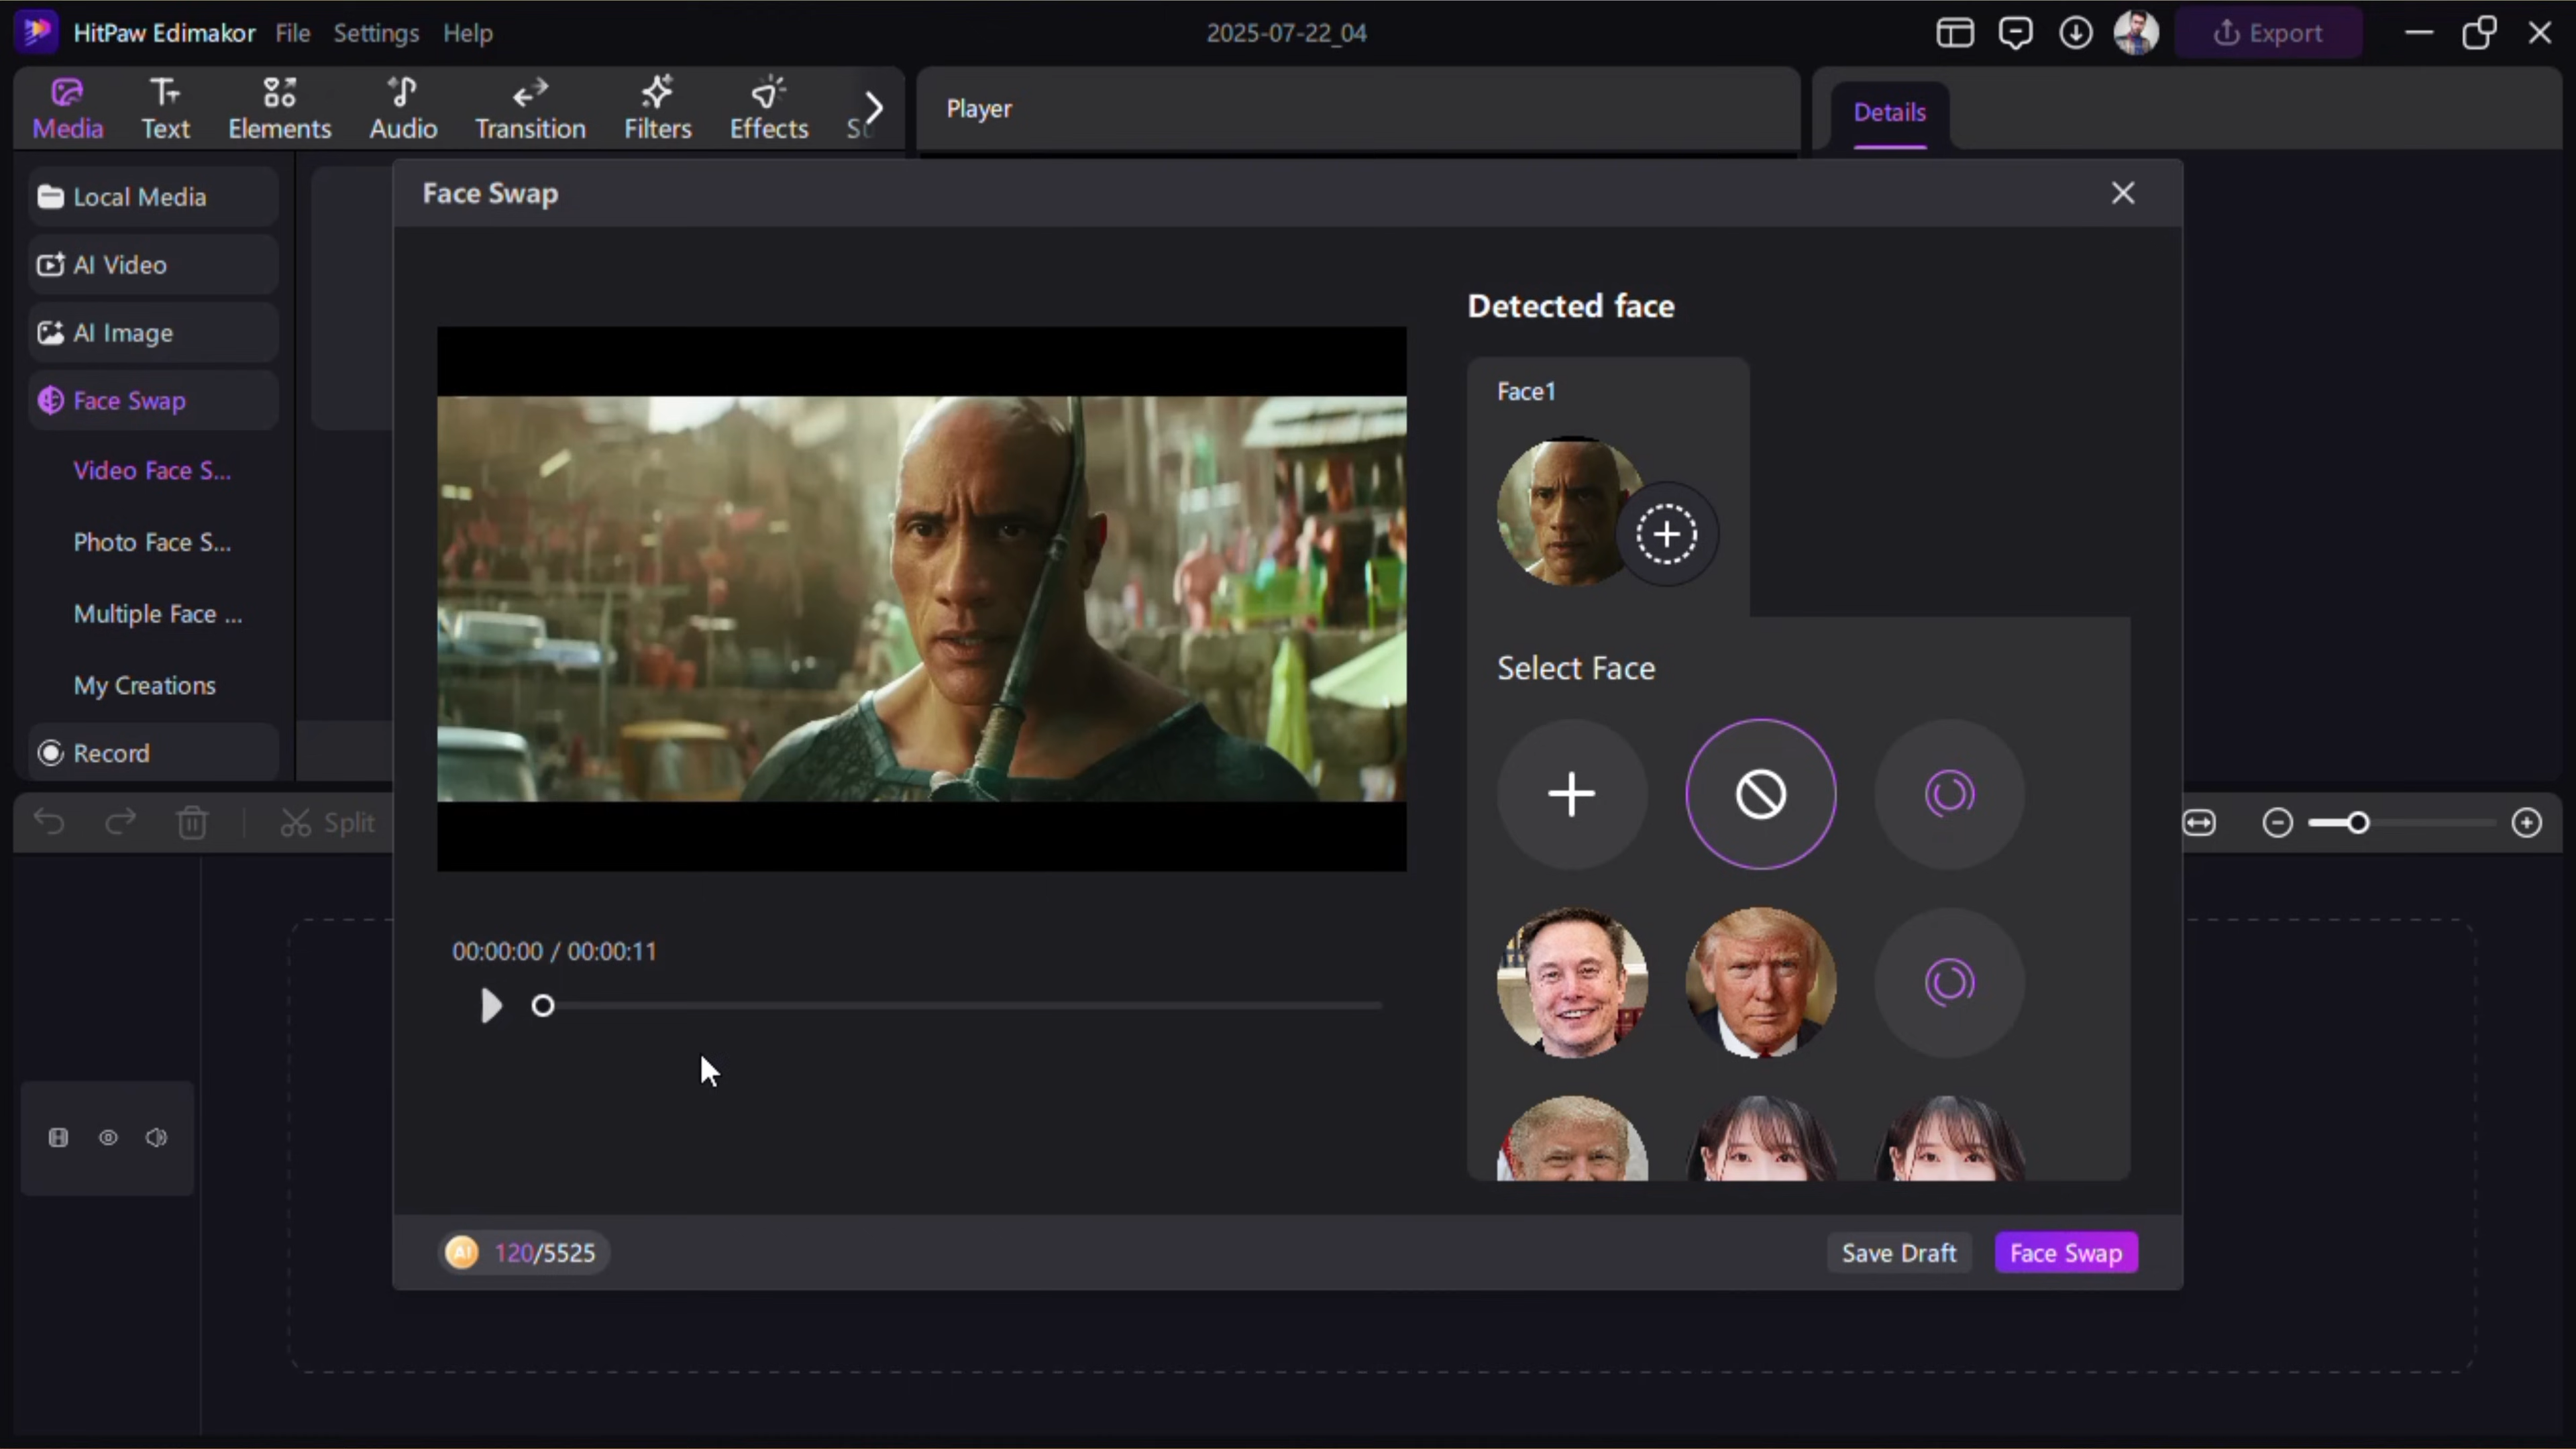 HitPaw Edimakor File Settings Help
2025-07-22_04
Export
Media Text Elements Audio Transition Filters Effects
Player
Details
Local Media
AI Video
AI Image
Face Swap
Video Face S...
Photo Face S...
Multiple Face ...
My Creations
Record
Split
Face Swap
Detected face
Face1
Select Face
00:00:00 / 00:00:11
AI 120/5525
Save Draft
Face Swap